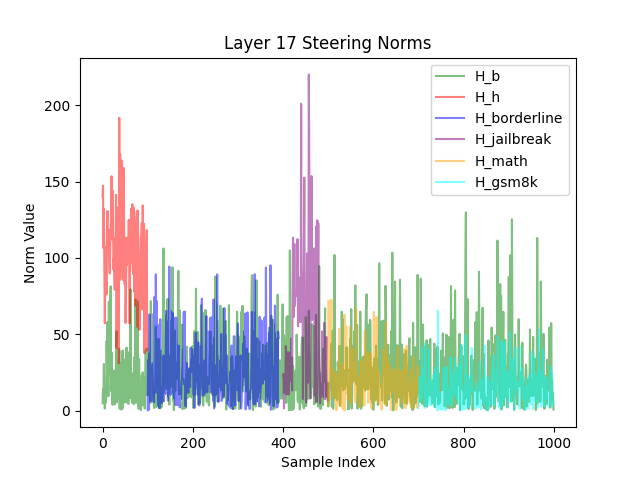 Layer 17 Steering Norms
H_b
H_h
H_borderline
H_jailbreak
H_math
H_gsm8k
Norm Value
200
150
100
50
0
0
200
400
600
800
1000
Sample Index